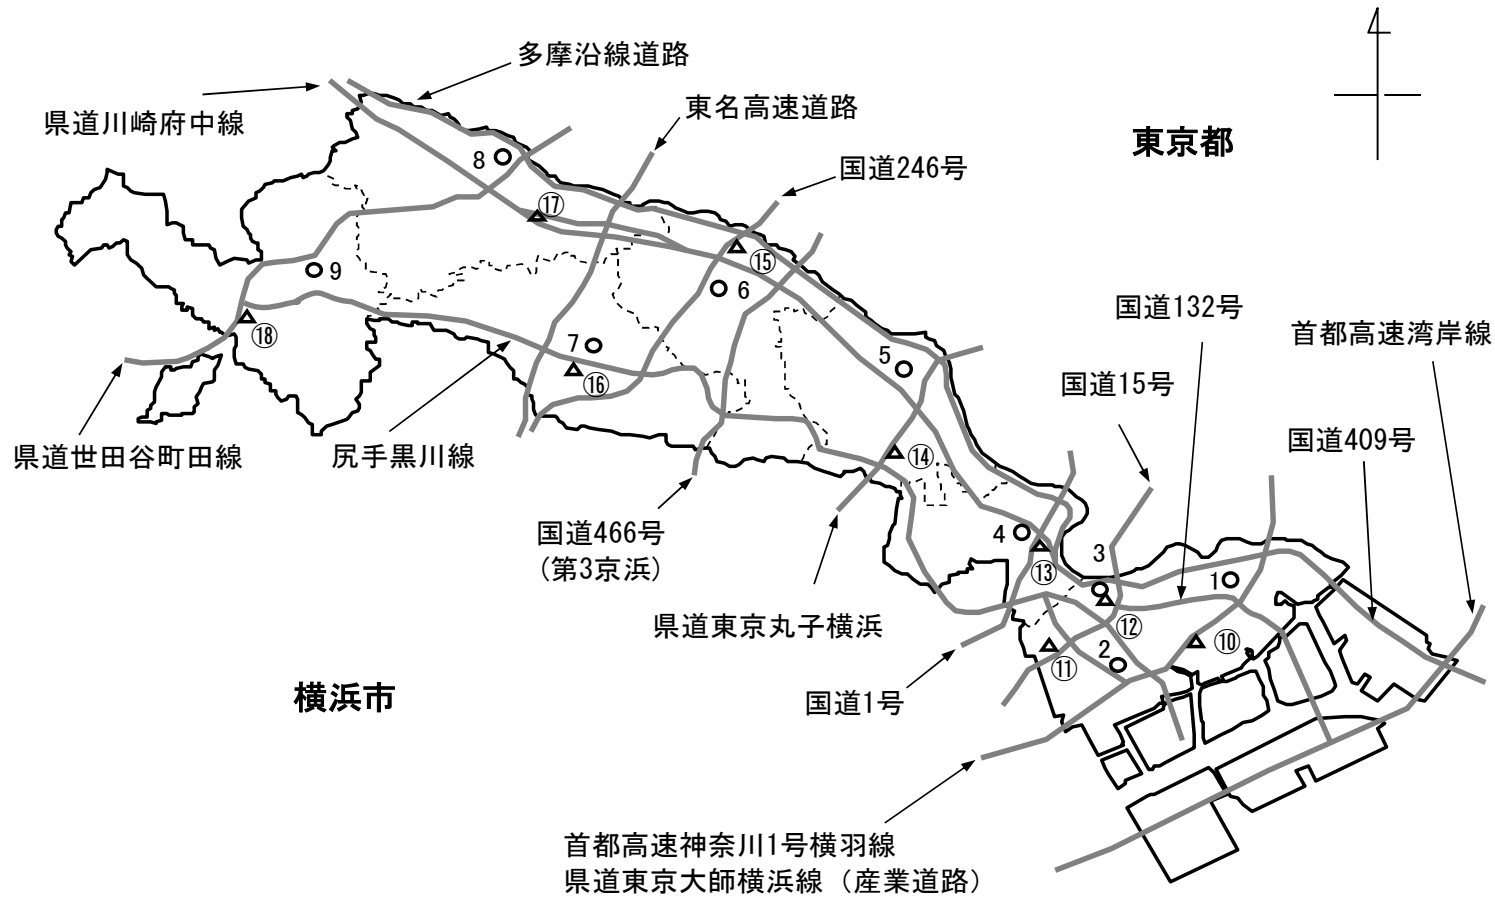 多摩沿線道路
県道川崎府中線
東名高速道路
東京都
国道246号
8
⑰
⑮
9
6
国道132号
⑱
首都高速湾岸線
7
5
国道15号
⑯
国道409号
県道世田谷町田線
尻手黒川線
⑭
国道466号
(第3京浜)
4
3
⑬
1
県道東京丸子横浜
⑫
⑩
2
⑪
横浜市
国道1号
首都高速神奈川1号横羽線
県道東京大師横浜線（産業道路）